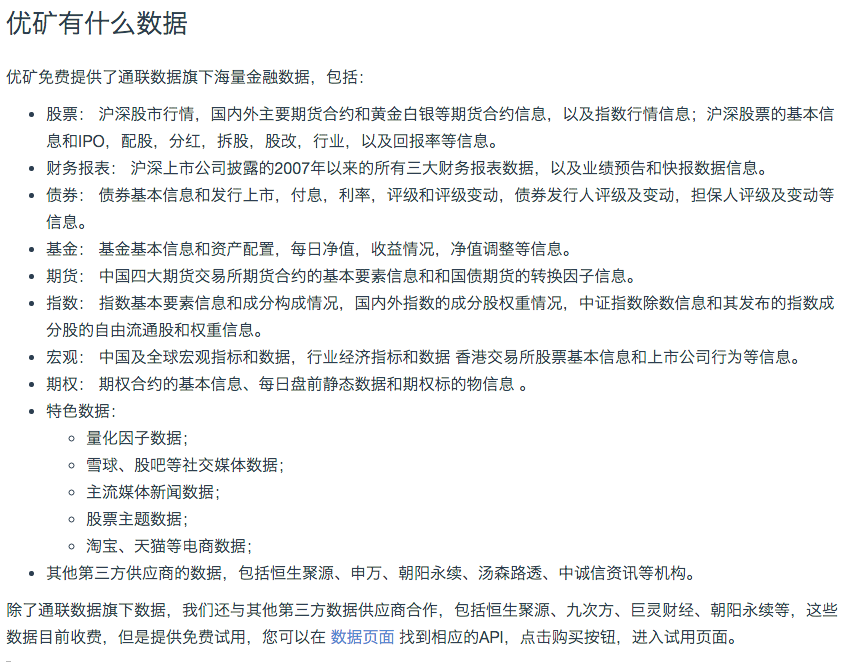 优矿有什么数据
优矿免费提供了通联数据旗下海量金融数据，包括：
股票： 沪深股市行情，国内外主要期货合约和黄金白银等期货合约信息，以及指数行情信息；沪深股票的基本信
息和IPO，配股，分红，拆股，股改，行业，以及回报率等信息。
财务报表： 沪深上市公司披露的2007年以来的所有三大财务报表数据，以及业绩预告和快报数据信息。
债券： 债券基本信息和发行上市，付息，利率，评级和评级变动，债券发行人评级及变动，担保人评级及变动等
信息。
基金： 基金基本信息和资产配置，每日净值，收益情况，净值调整等信息。
期货： 中国四大期货交易所期货合约的基本要素信息和和国债期货的转换因子信息。
指数： 指数基本要素信息和成分构成情况，国内外指数的成分股权重情况，中证指数除数信息和其发布的指数成
分股的自由流通股和权重信息。
宏观： 中国及全球宏观指标和数据，行业经济指标和数据 香港交易所股票基本信息和上市公司行为等信息。
期权： 期权合约的基本信息、每日盘前静态数据和期权标的物信息 。
特色数据：
量化因子数据；
雪球、股吧等社交媒体数据；
主流媒体新闻数据；
股票主题数据；
淘宝、天猫等电商数据；
其他第三方供应商的数据，包括恒生聚源、申万、朝阳永续、汤森路透、中诚信资讯等机构。
除了通联数据旗下数据，我们还与其他第三方数据供应商合作，包括恒生聚源、九次方、巨灵财经、朝阳永续等，这些
数据目前收费，但是提供免费试用，您可以在 数据页面 找到相应的API，点击购买按钮，进入试用页面。